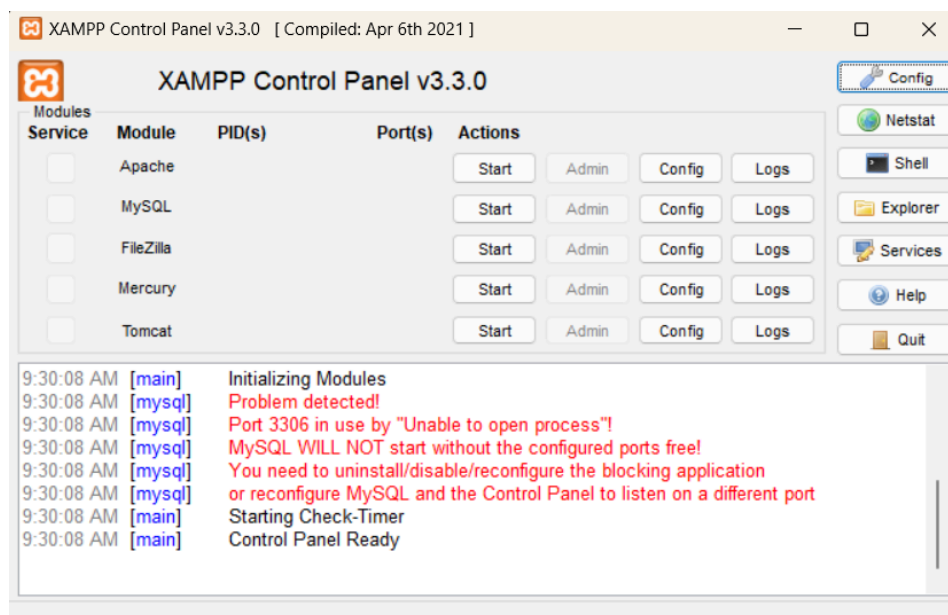 XAMPP Control Panel v3.3.0 [ Compiled: Apr 6th 2021 ]
XAMPP Control Panel v3.3.0
Config
Modules
Service Module PID(s) Port(s) Actions
Netstat
Apache Start Admin Config Logs
Shell
MySQL Start Admin Config Logs
Explorer
FileZilla Start Admin Config Logs
Services
Mercury Start Admin Config Logs
Help
Tomcat Start Admin Config Logs
Quit
9:30:08 AM [main] Initializing Modules
9:30:08 AM [mysql] Problem detected!
9:30:08 AM [mysql] Port 3306 in use by "Unable to open process"!
9:30:08 AM [mysql] MySQL WILL NOT start without the configured ports free!
9:30:08 AM [mysql] You need to uninstall/disable/reconfigure the blocking application
9:30:08 AM [mysql] or reconfigure MySQL and the Control Panel to listen on a different port
9:30:08 AM [main] Starting Check-Timer
9:30:08 AM [main] Control Panel Ready